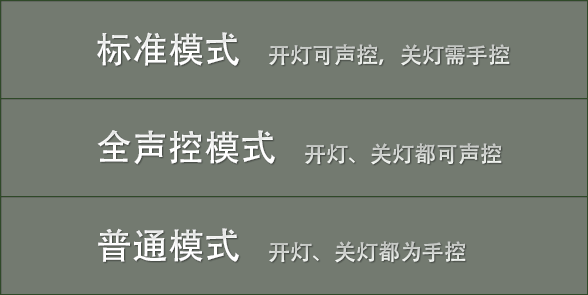 标准模式 开灯可声控，关灯需手控
全声控模式 开灯、关灯都可声控
普通模式 开灯、关灯都为手控